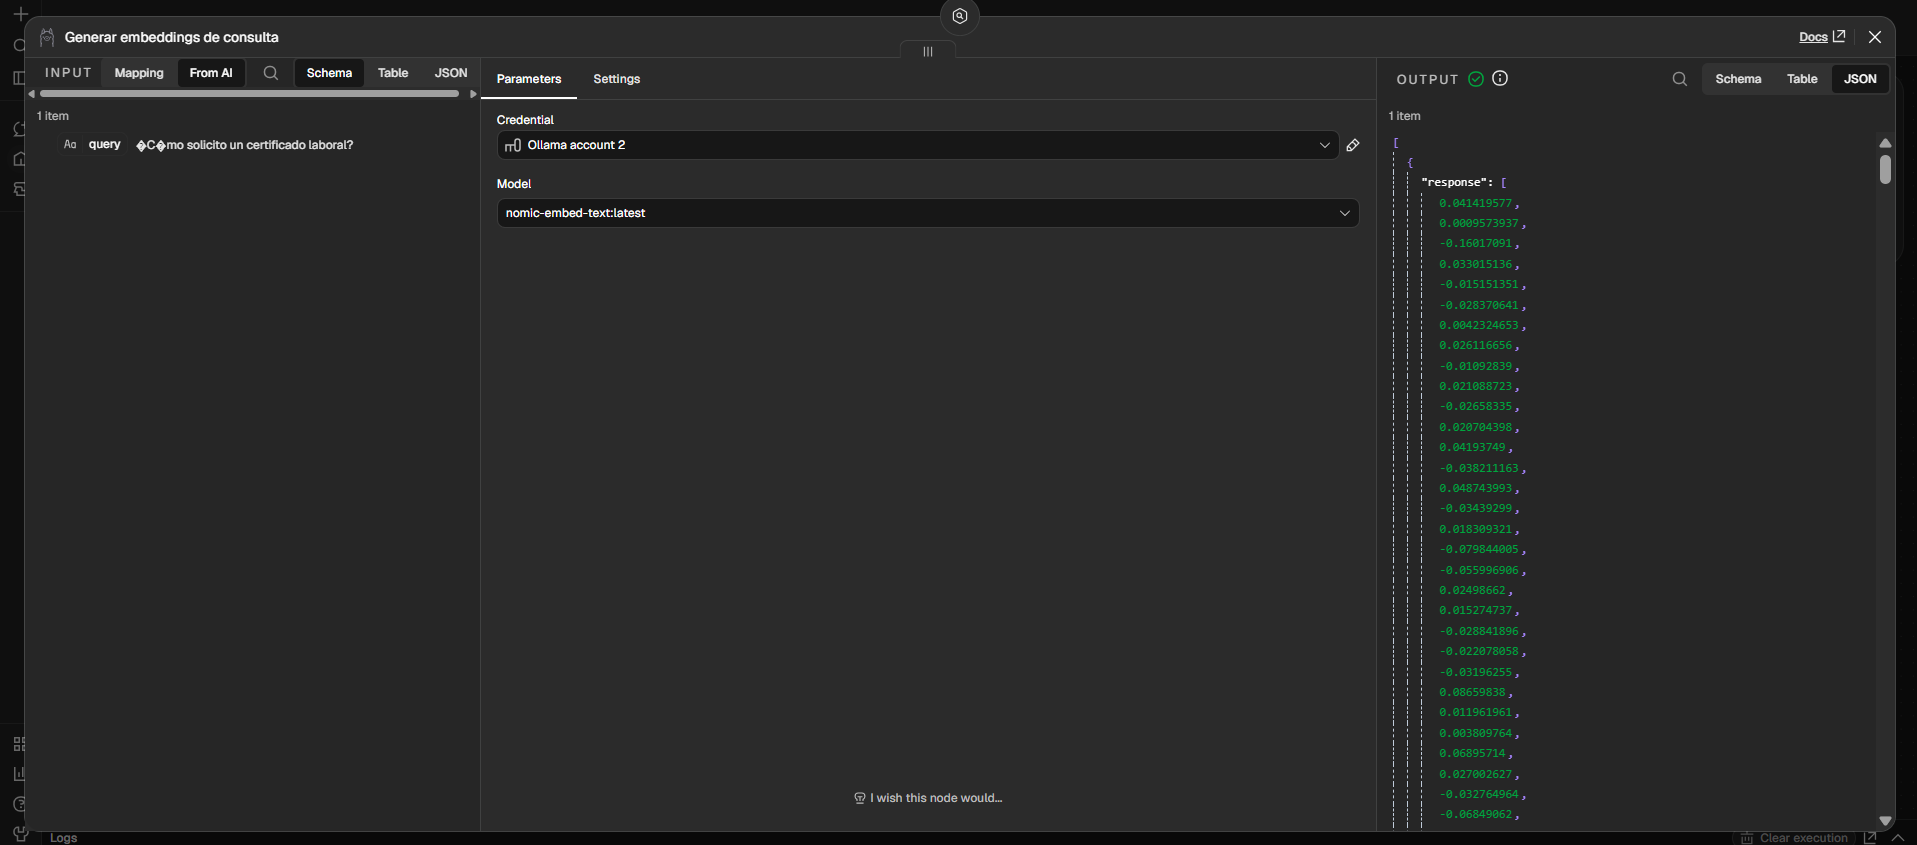 Generar embeddings de consulta
Docs
INPUT Mapping From AI Schema Table JSON
1 item
Aa query �C�mo solicito un certificado laboral?
Parameters Settings
Credential
Ollama account 2
Model
nomic-embed-text:latest
I wish this node would...
OUTPUT Schema Table JSON
1 item
[
{
"response": [
0.041419577,
0.0009573937,
-0.16017091,
0.033015136,
-0.015151351,
-0.028370641,
0.0042324653,
0.026116656,
-0.01092839,
0.021088723,
-0.02658335,
0.020704398,
0.04193749,
-0.038211163,
0.048743993,
-0.03439299,
0.018309321,
-0.079844005,
-0.055996906,
0.02498662,
0.015274737,
-0.028841896,
-0.022078058,
-0.03196255,
0.08659838,
0.011961961,
0.003809764,
0.06895714,
0.027002627,
-0.032764964,
-0.06849062,
Logs
Clear execution